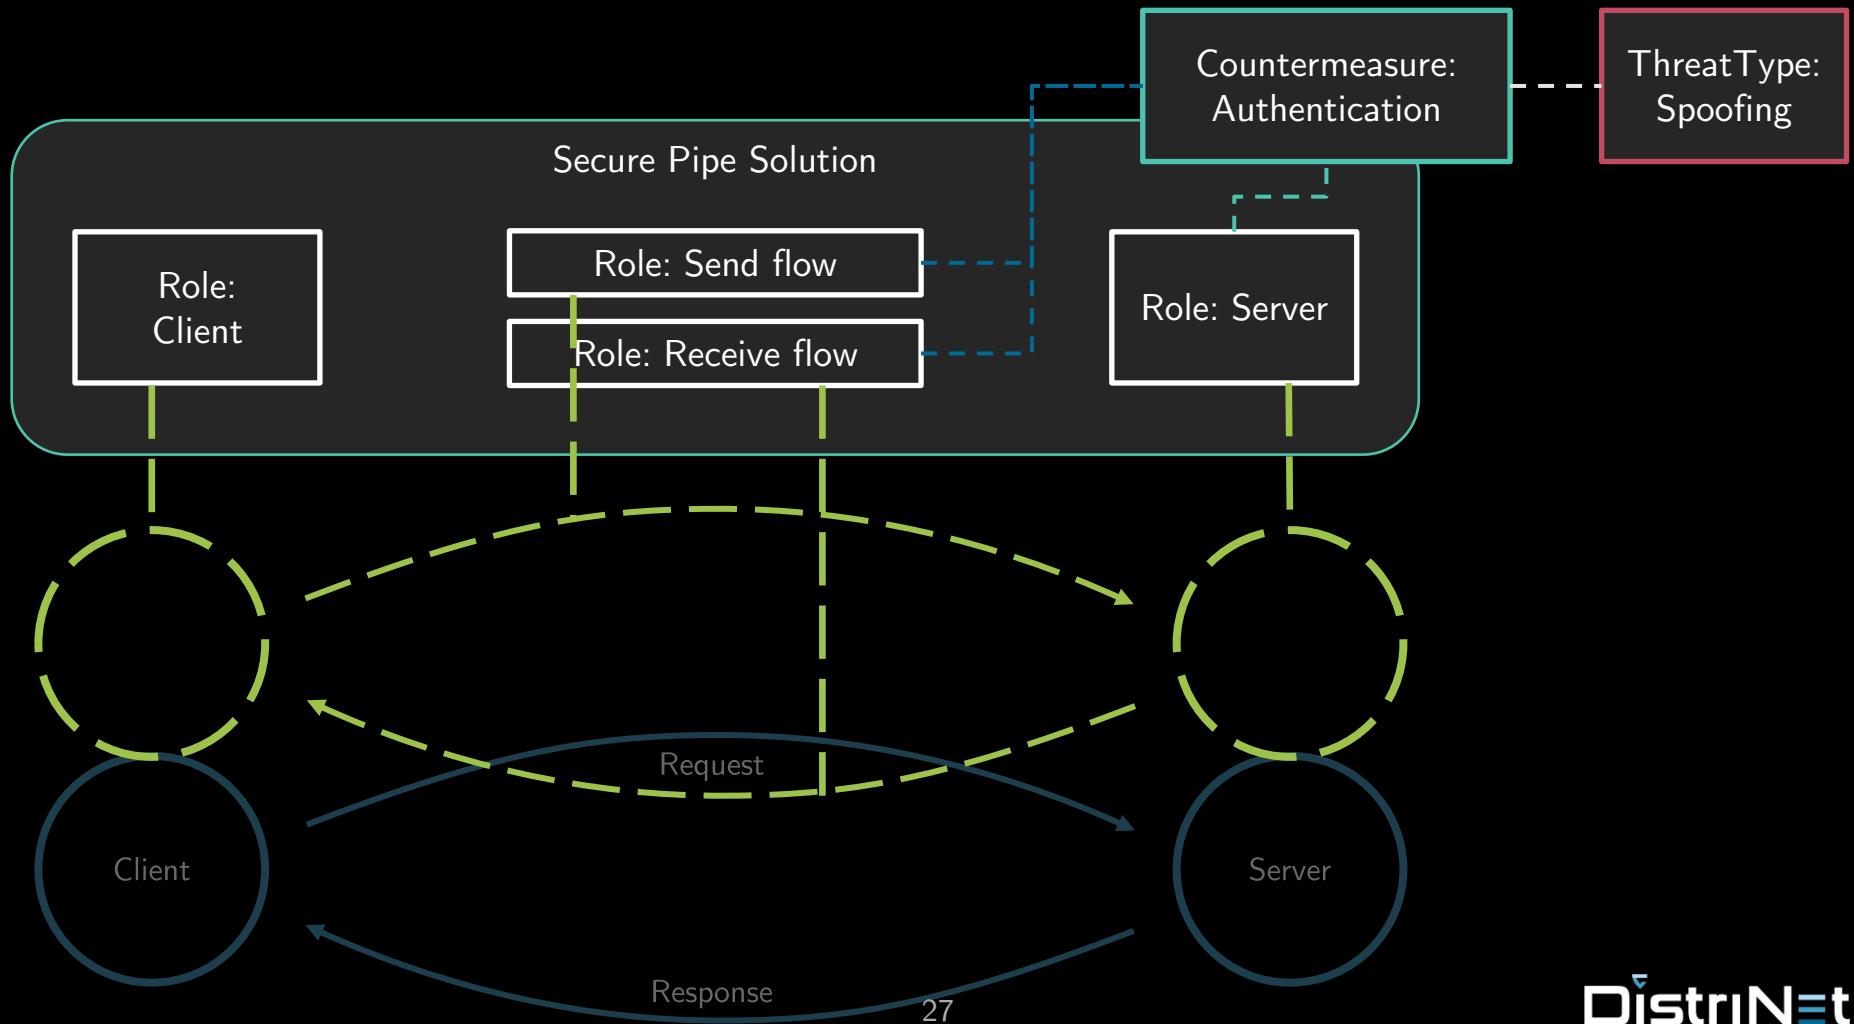 Countermeasure:
Authentication
ThreatType:
Spoofing
Secure Pipe Solution
Role:
Client
Role: Send flow
Role: Receive flow
Role: Server
Request
Client
Server
Response
27
DistriNet